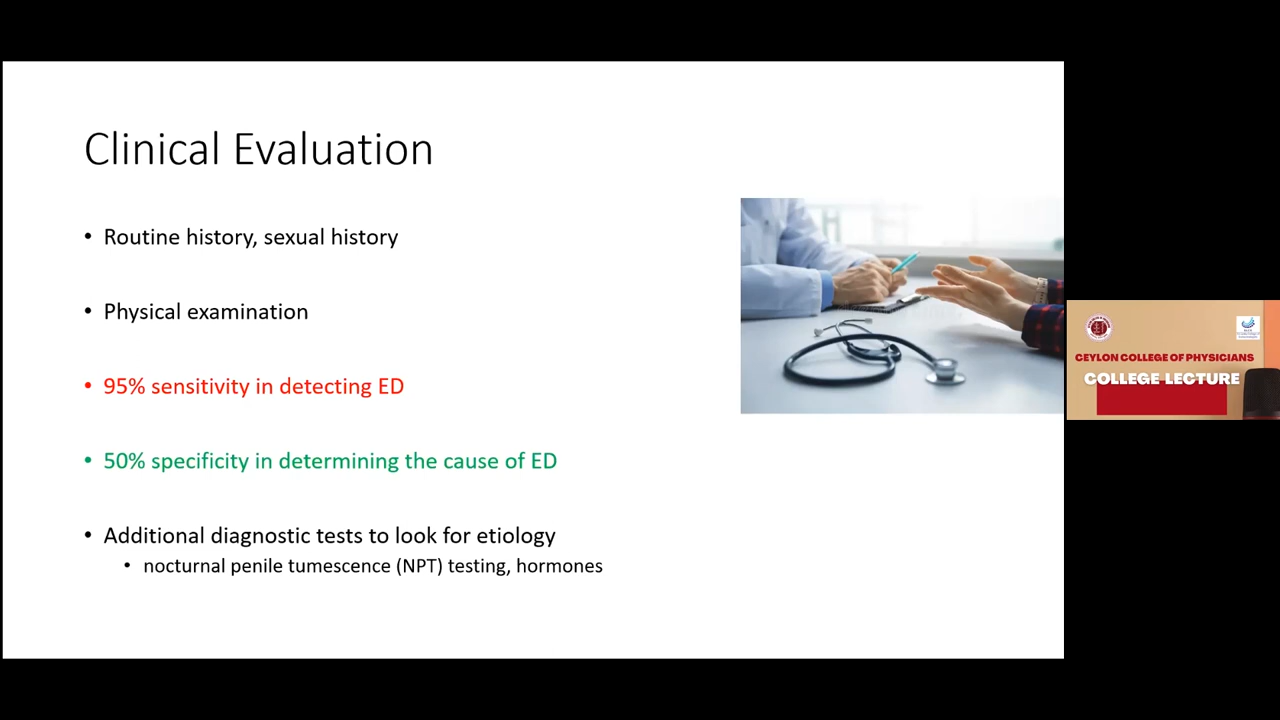 Clinical Evaluation
• Routine history, sexual history
• Physical examination
• 95% sensitivity in detecting ED
• 50% specificity in determining the cause of ED
• Additional diagnostic tests to look for etiology
• nocturnal penile tumescence (NPT) testing, hormones
CEYLON COLLEGE OF PHYSICIANS
COLLEGE LECTURE